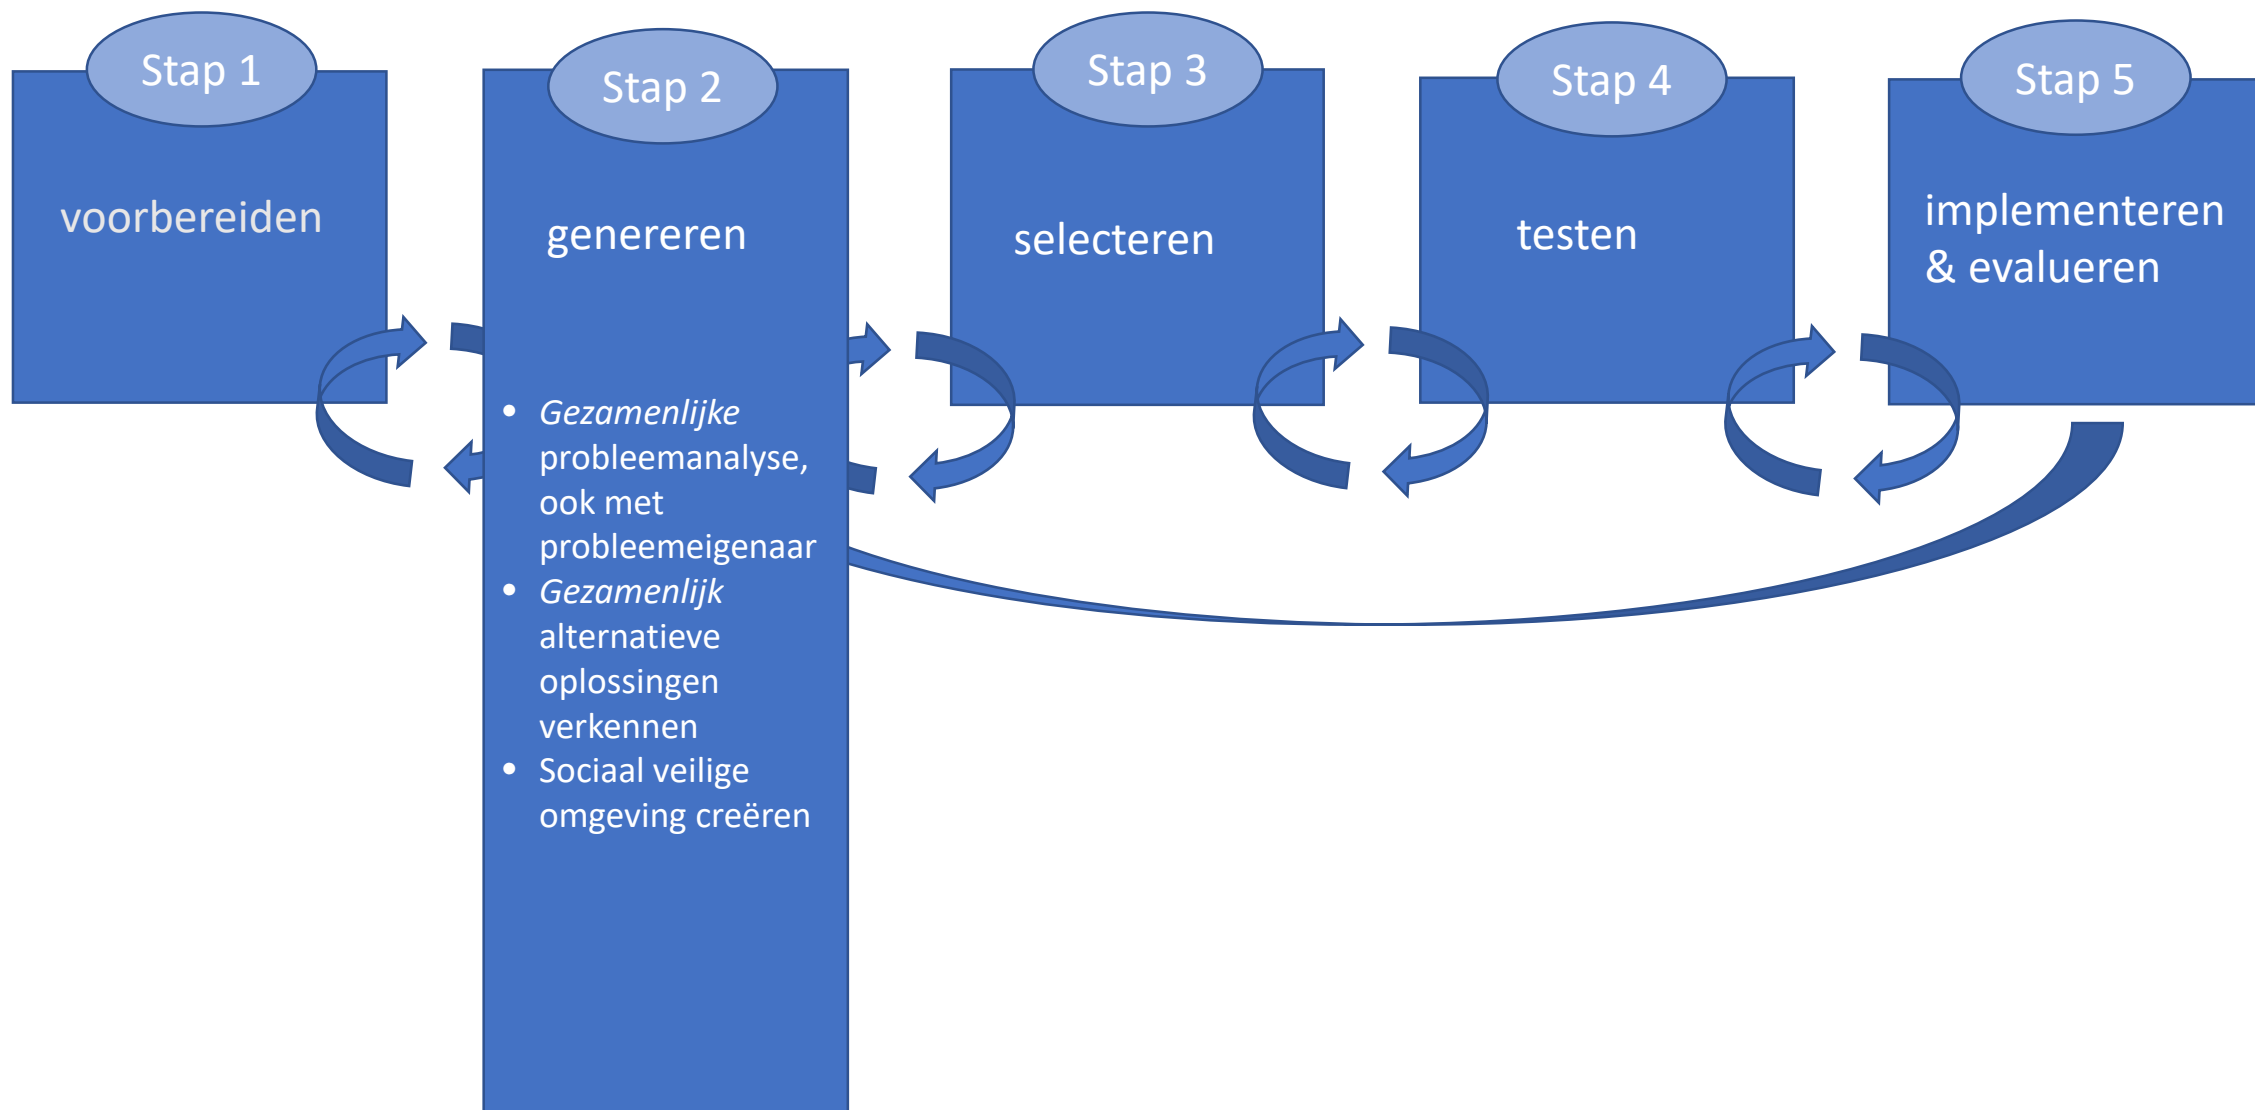 Stap 1
voorbereiden
Stap 2
genereren
• Gezamenlijke
probleemanalyse,
ook met
probleemeigenaar
• Gezamenlijk
alternatieve
oplossingen
verkennen
• Sociaal veilige
omgeving creëren
Stap 3
selecteren
Stap 4
testen
Stap 5
implementeren
& evalueren